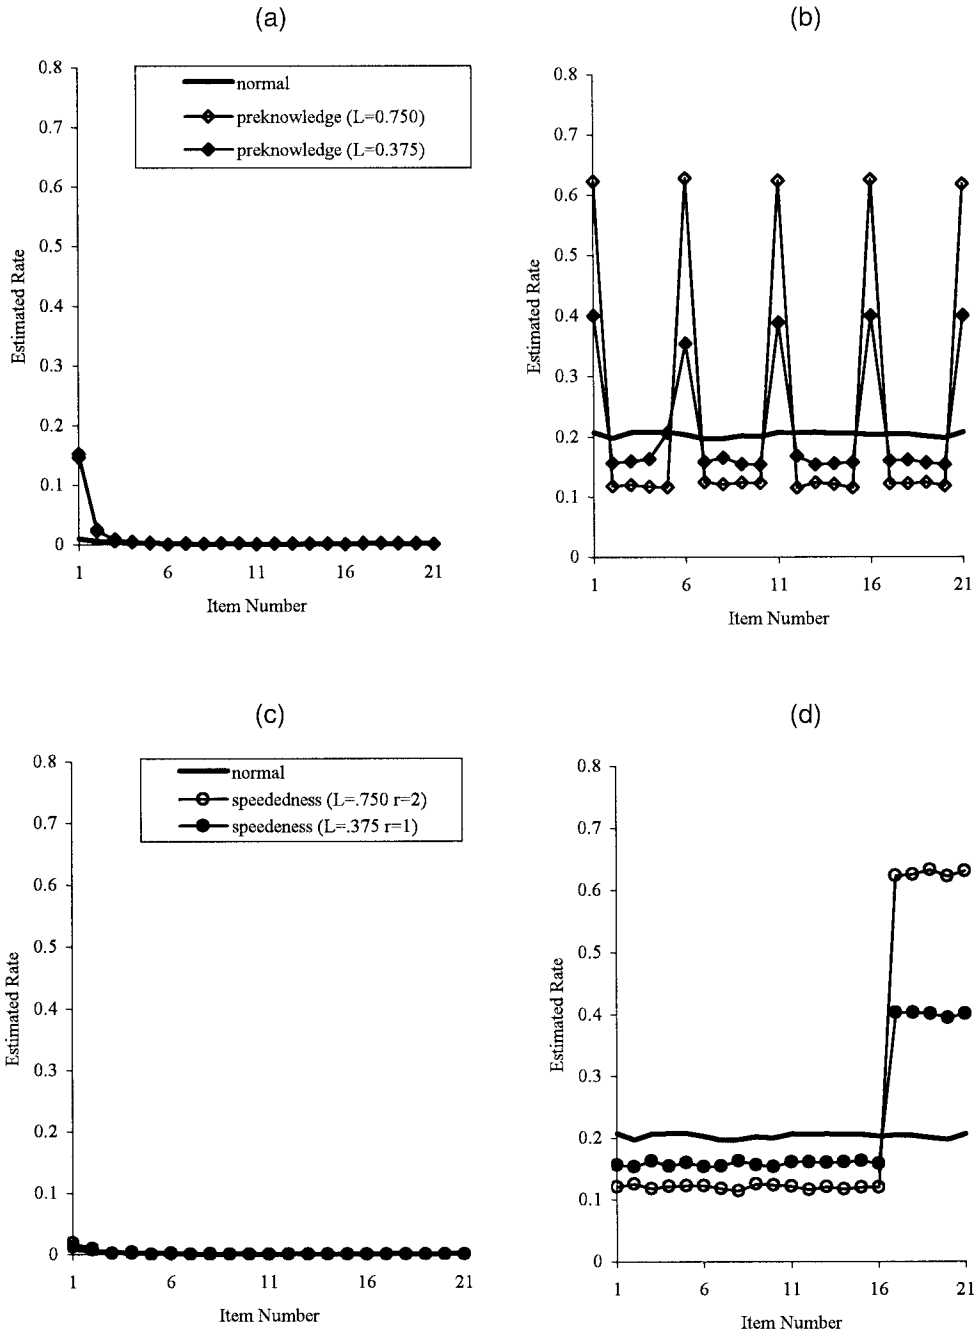 (a)
0.8
0.7
0.6
0.5
0.4
0.3
0.2
0.1
0
Estimated Rate
normal
preknowledge (L=0.750)
preknowledge (L=0.375)
1 6 11 16 21
Item Number
(b)
0.8
0.7
0.6
0.5
0.4
0.3
0.2
0.1
0
Estimated Rate
1 6 11 16 21
Item Number
(c)
0.8
0.7
0.6
0.5
0.4
0.3
0.2
0.1
0
Estimated Rate
normal
speededness (L=.750 r=2)
speedeness (L=.375 r=1)
1 6 11 16 21
Item Number
(d)
0.8
0.7
0.6
0.5
0.4
0.3
0.2
0.1
0
Estimated Rate
1 6 11 16 21
Item Number